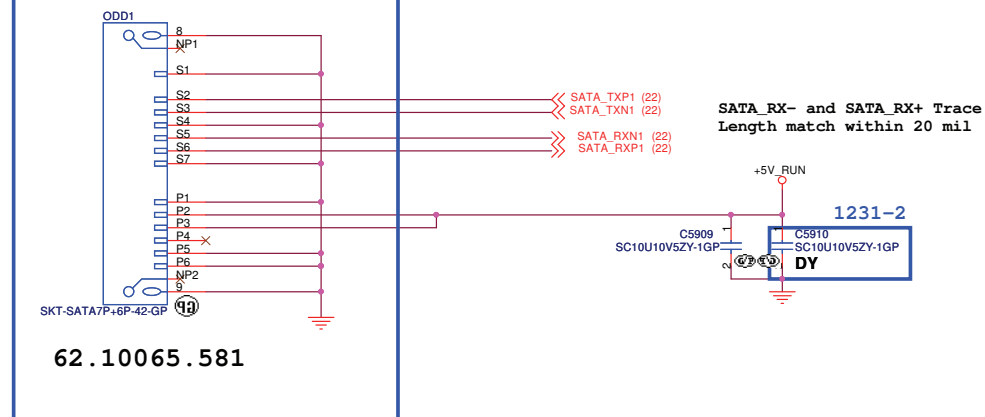 ODD1
8
NP1
S1
S2
S3
S4
S5
S6
S7
P1
P2
P3
P4
P5
P6
NP2
9
SKT-SATA7P+6P-42-GP
GP
62.10065.581
SATA_TXP1 (22)
SATA_TXN1 (22)
SATA_RXN1 (22)
SATA_RXP1 (22)
SATA_RX- and SATA_RX+ Trace
Length match within 20 mil
+5V_RUN
1231-2
1
C5909
SC10U10V5ZY-1GP
2
GP
1
C5910
SC10U10V5ZY-1GP
DY